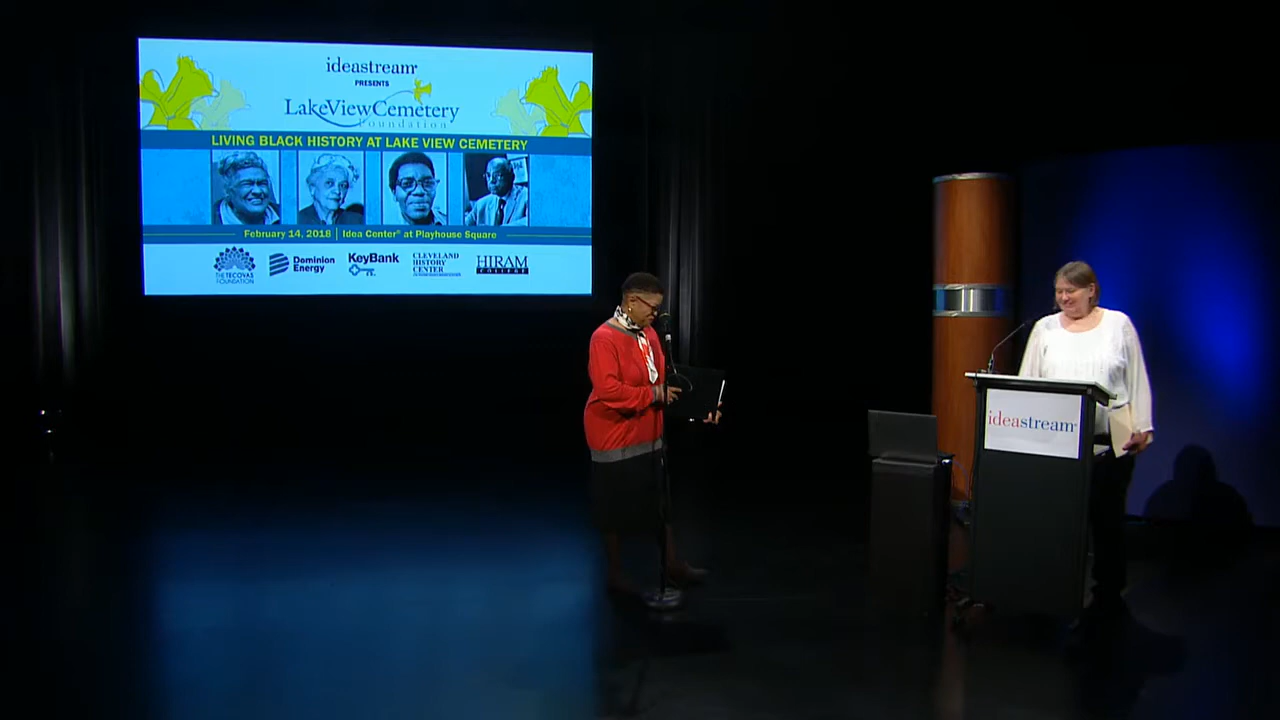 ideastream
PRESENTS
LakeViewCemetery
Foundation
LIVING BLACK HISTORY AT LAKE VIEW CEMETERY
February 14, 2018 | Idea Center® at Playhouse Square
THE TECOVAS
FOUNDATION
Dominion
Energy
KeyBank
CLEVELAND
HISTORY
CENTER
HIRAM
COLLEGE
ideastream